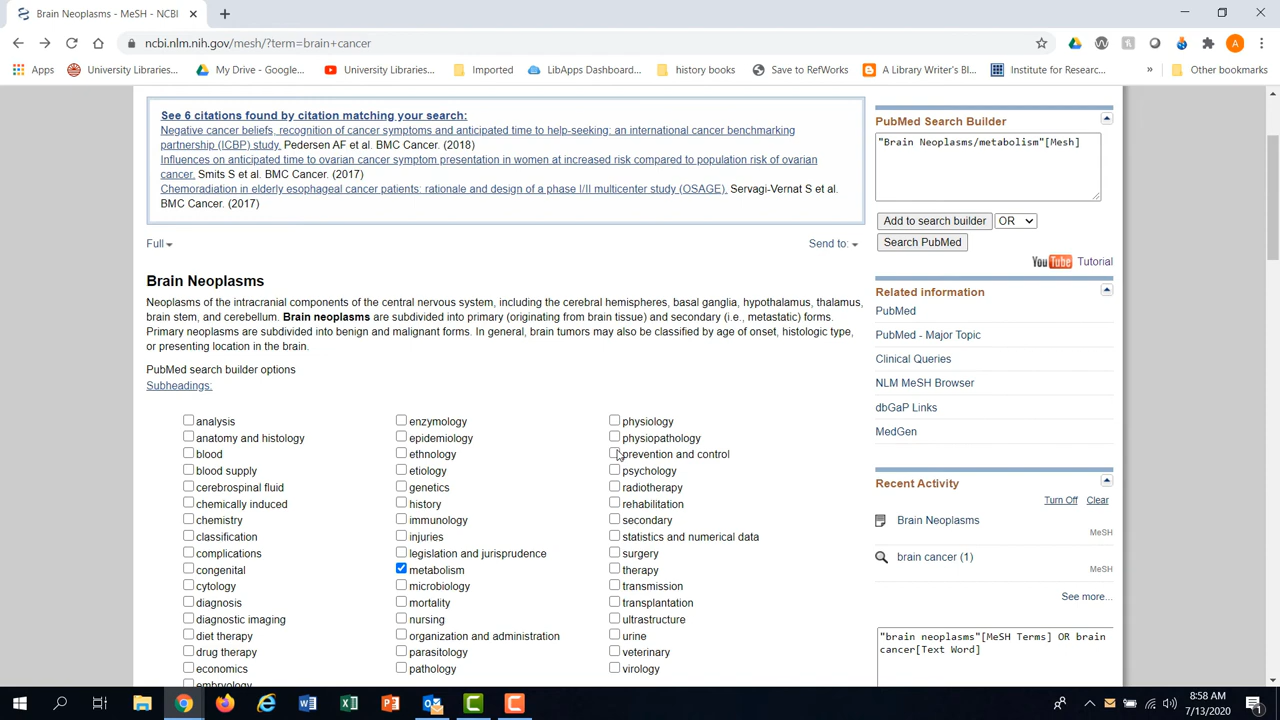 Brain Neoplasms - MeSH - NCBI
ncbi.nlm.nih.gov/mesh/?term=brain+cancer
A
Apps
University Libraries...
My Drive - Google...
University Libraries...
Imported
LibApps Dashboard...
history books
Save to RefWorks
A Library Writer's Bl...
Institute for Researc...
»
Other bookmarks
See 6 citations found by citation matching your search:
Negative cancer beliefs, recognition of cancer symptoms and anticipated time to help-seeking: an international cancer benchmarking
partnership (ICBP) study. Pedersen AF et al. BMC Cancer. (2018)
Influences on anticipated time to ovarian cancer symptom presentation in women at increased risk compared to population risk of ovarian
cancer. Smits S et al. BMC Cancer. (2017)
Chemoradiation in elderly esophageal cancer patients: rationale and design of a phase I/II multicenter study (OSAGE). Servagi-Vernat S et al.
BMC Cancer. (2017)
Full
Send to:
Brain Neoplasms
Neoplasms of the intracranial components of the central nervous system, including the cerebral hemispheres, basal ganglia, hypothalamus, thalamus,
brain stem, and cerebellum. Brain neoplasms are subdivided into primary (originating from brain tissue) and secondary (i.e., metastatic) forms.
Primary neoplasms are subdivided into benign and malignant forms. In general, brain tumors may also be classified by age of onset, histologic type,
or presenting location in the brain.
PubMed search builder options
Subheadings:
analysis
anatomy and histology
blood
blood supply
cerebrospinal fluid
chemically induced
chemistry
classification
complications
congenital
cytology
diagnosis
diagnostic imaging
diet therapy
drug therapy
economics
embryology
enzymology
epidemiology
ethnology
etiology
genetics
history
immunology
injuries
legislation and jurisprudence
metabolism
microbiology
mortality
nursing
organization and administration
parasitology
pathology
physiology
physiopathology
prevention and control
psychology
radiotherapy
rehabilitation
secondary
statistics and numerical data
surgery
therapy
transmission
transplantation
ultrastructure
urine
veterinary
virology
PubMed Search Builder
"Brain Neoplasms/metabolism"[Mesh]
Add to search builder
OR
Search PubMed
YouTube Tutorial
Related information
PubMed
PubMed - Major Topic
Clinical Queries
NLM MeSH Browser
dbGaP Links
MedGen
Recent Activity
Turn Off Clear
Brain Neoplasms
MeSH
brain cancer (1)
MeSH
See more...
"brain neoplasms"[MeSH Terms] OR brain
cancer[Text Word]
8:58 AM
7/13/2020
1